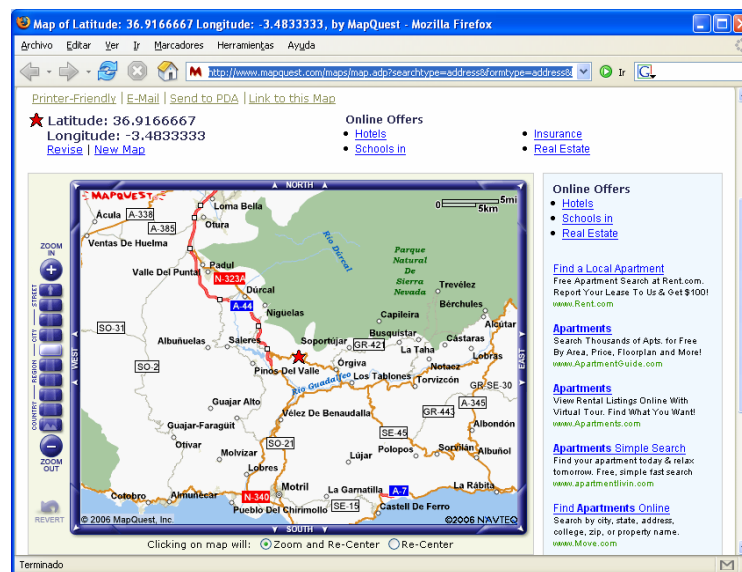 Map of Latitude: 36.9166667 Longitude: -3.4833333, by MapQuest - Mozilla Firefox
Archivo Editar Ver Ir Marcadores Herramientas Ayuda
http://www.mapquest.com/maps/map.adp?searchtype=address&formtype=address& Ir G
Printer-Friendly | E-Mail | Send to PDA | Link to this Map
Latitude: 36.9166667
Longitude: -3.4833333
Revise | New Map
Online Offers
Hotels
Schools in
Insurance
Real Estate
ZOOM
IN
STREET
CITY
REGION
COUNTRY
ZOOM
OUT
REVERT
NORTH
WEST
EAST
SOUTH
MAPQUEST
5mi
0
5km
Loma Bella
Ácula
A-338
Otura
A-385
Ventas De Huelma
Río Dúrcal
Parque
Natural
De
Sierra
Nevada
Padul
Valle Del Puntal
N-323A
Trevélez
Dúrcal
A-44
Bérchules
Nigüelas
Capileira
Alcútar
SO-31
Busquistar
Albuñuelas
Saleres
Soportújar
GR-421
Cástaras
La Taha
Lobras
SO-2
Pinos Del Valle
Órgiva
Notaez
Los Tablones
Torvizcón
GR-SE-30
Río Guadalfeo
Guajar Alto
A-345
Vélez De Benaudalla
GR-443
Albondón
Guajar-Faragüit
SE-45
Otívar
SO-21
Sorvilán
Albuñol
Molvízar
Lújar
Polopos
Lobres
Motril
La Rábita
Cotobro
Almuñecar
N-340
La Garnatilla
A-7
Pueblo Del Chirimollo
SE-15
Castell De Ferro
© 2006 MapQuest, Inc.
©2006 NAVTEQ
Clicking on map will: Zoom and Re-Center Re-Center
Online Offers
Hotels
Schools in
Real Estate
Find a Local Apartment
Free Apartment Search at Rent.com.
Report Your Lease To Us & Get $100!
www.Rent.com
Apartments
Search Thousands of Apts. for Free
By Area, Price, Floorplan and More!
www.ApartmentGuide.com
Apartments
View Rental Listings Online With
Virtual Tour. Find What You Want!
www.Apartments.com
Apartments Simple Search
Find your apartment today & relax
tomorrow. Free, simple fast search
www.apartmentlivin.com
Find Apartments Online
Search by city, state, address,
college, zip, or property name.
www.Move.com
Terminado